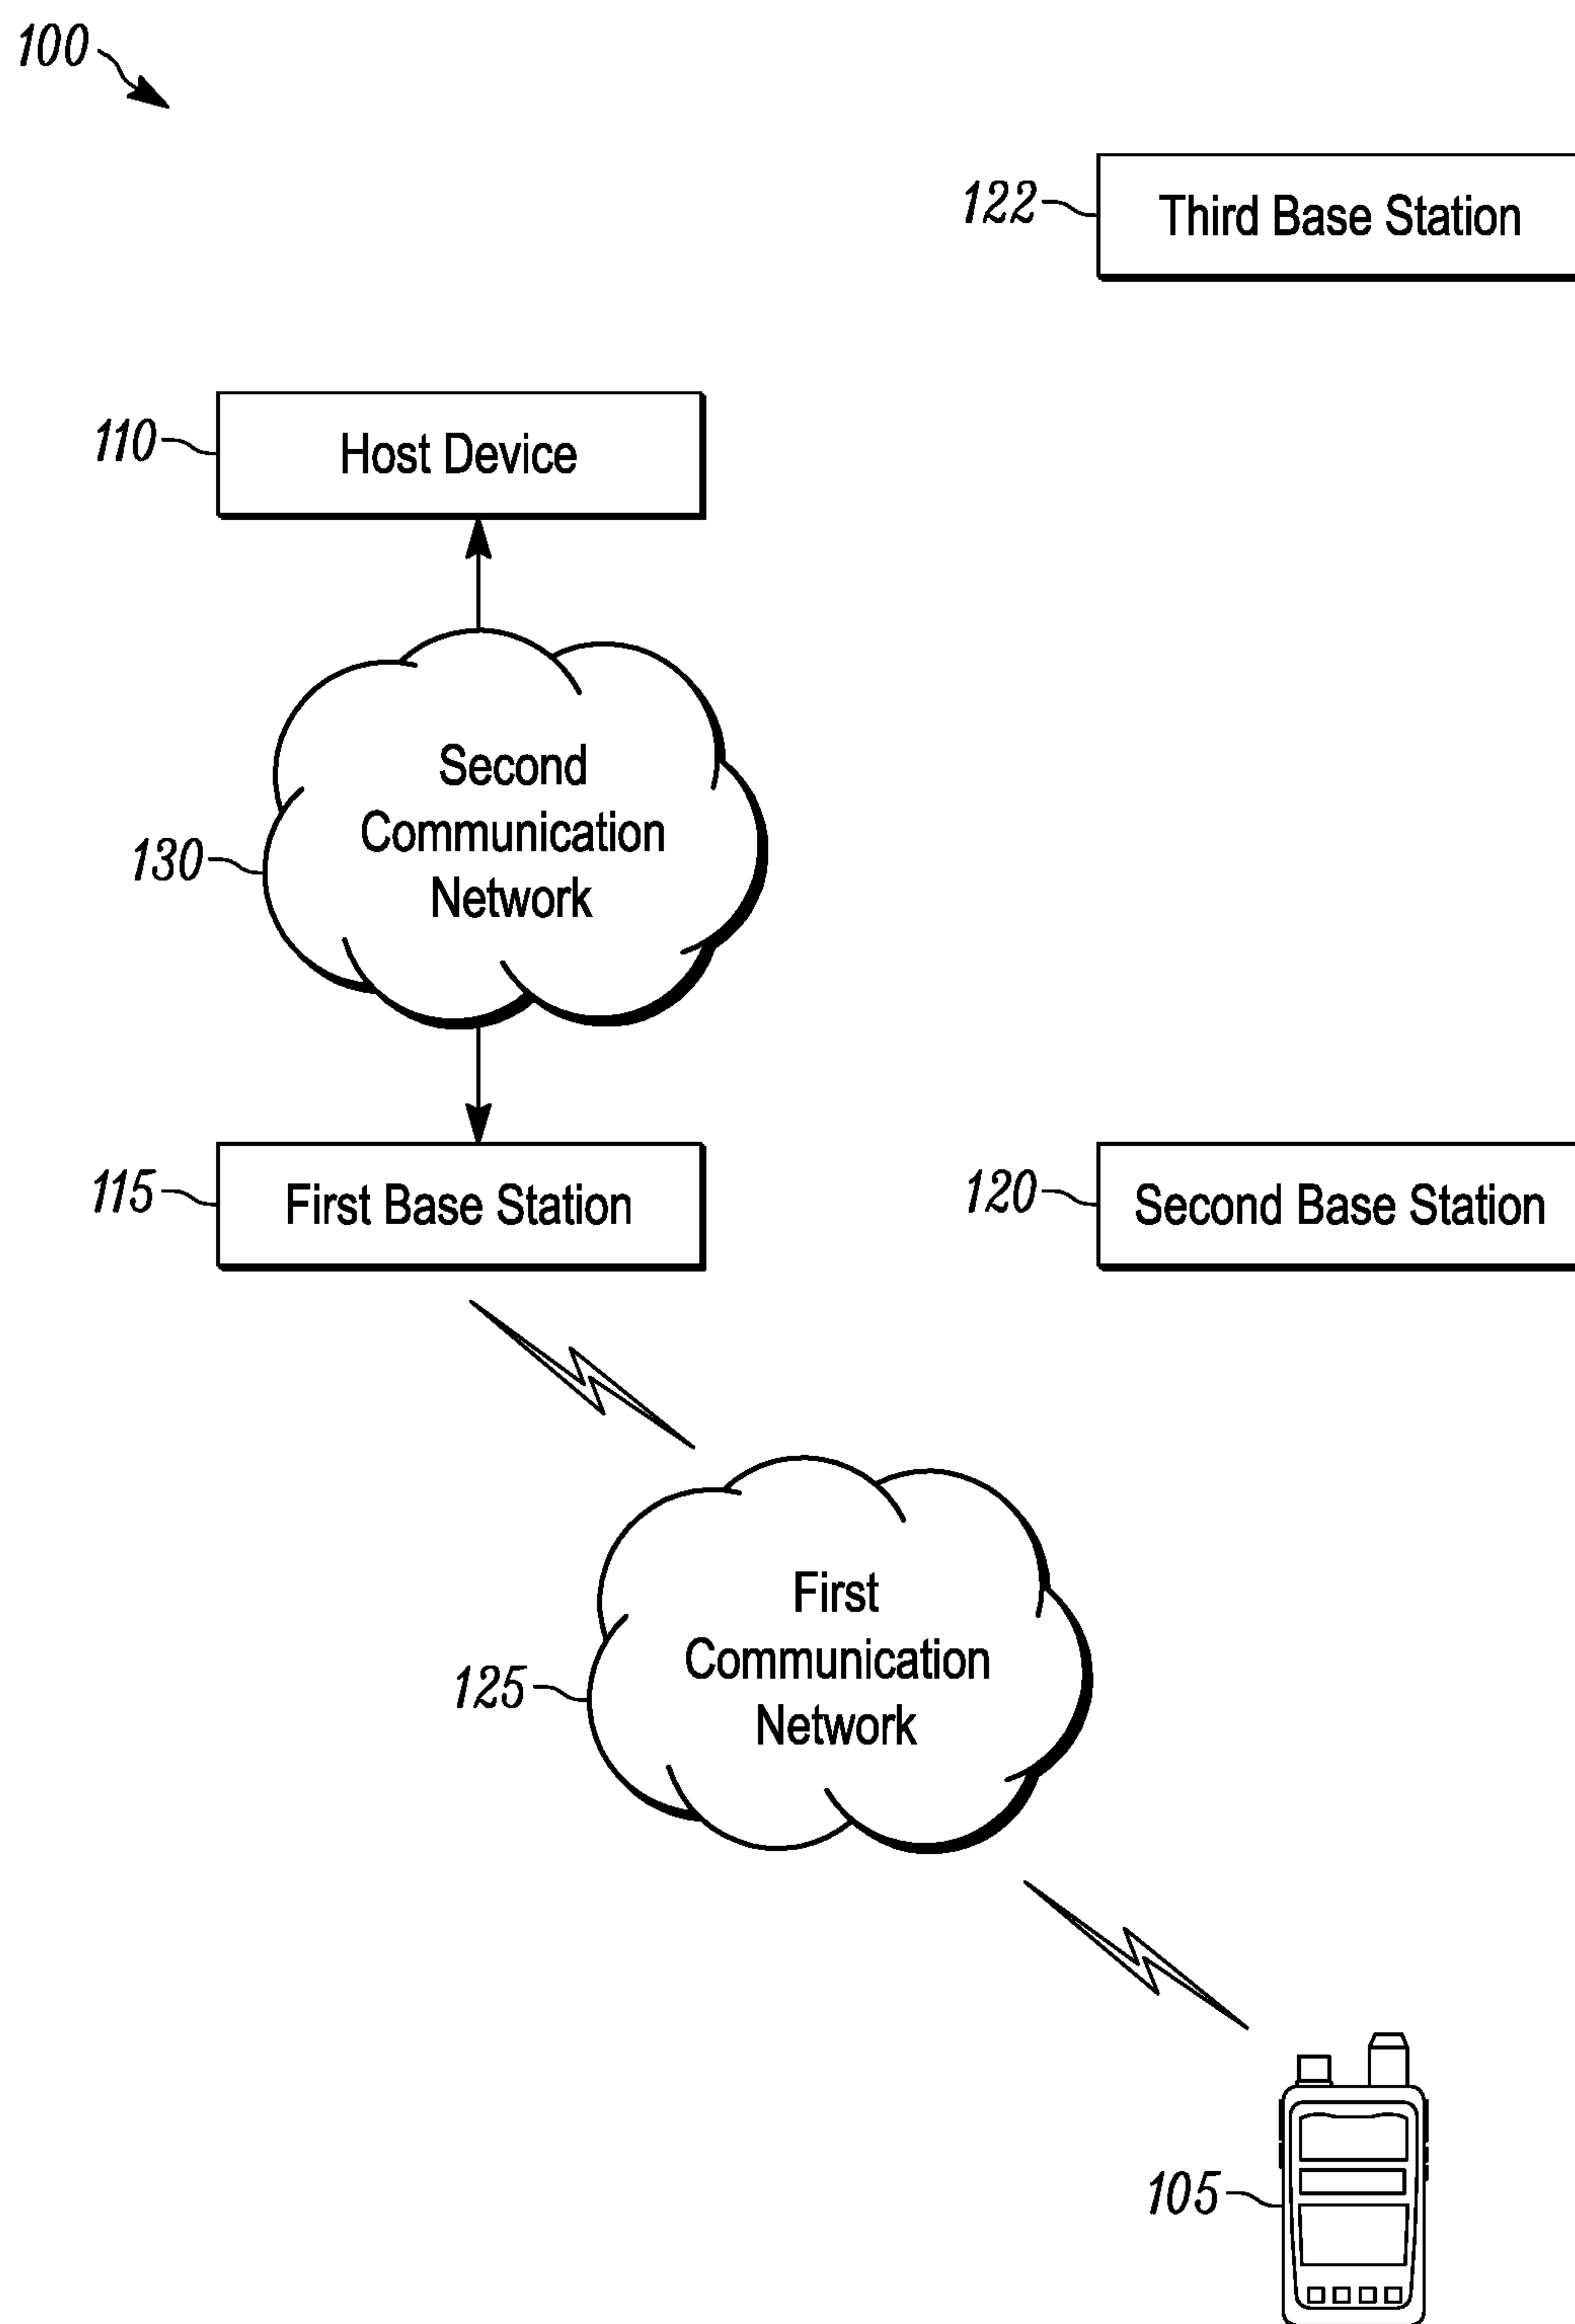 100
122
Third Base Station
110
Host Device
Second
Communication
Network
130
115
First Base Station
120
Second Base Station
First
Communication
Network
125
105